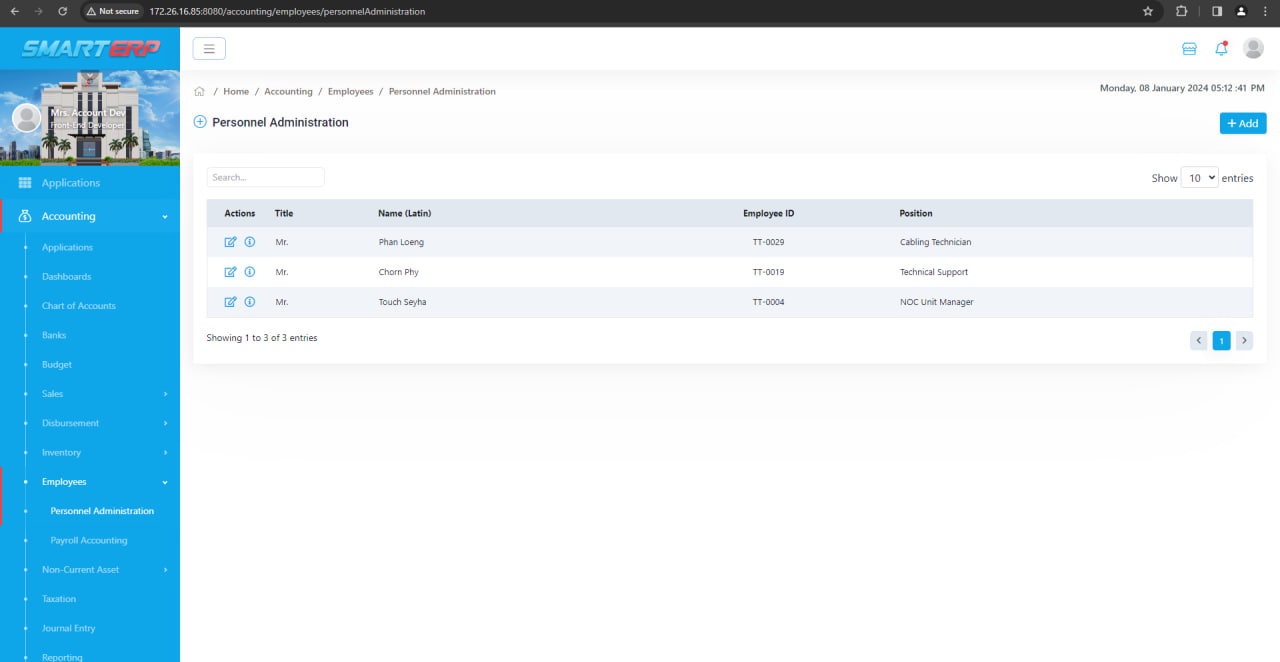 Not secure 172.26.16.85:8080/accounting/employees/personnelAdministration
SMARTERP
Mrs. Account Dev
Front-End Developer
Applications
Accounting
Applications
Dashboards
Chart of Accounts
Banks
Budget
Sales
Disbursement
Inventory
Employees
Personnel Administration
Payroll Accounting
Non-Current Asset
Taxation
Journal Entry
Reporting
/ Home / Accounting / Employees / Personnel Administration
Monday, 08 January 2024 05:12 :41 PM
Personnel Administration
+ Add
Search...
Show 10 entries
Actions Title Name (Latin) Employee ID Position
Mr. Phan Loeng TT-0029 Cabling Technician
Mr. Chorn Phy TT-0019 Technical Support
Mr. Touch Seyha TT-0004 NOC Unit Manager
Showing 1 to 3 of 3 entries
1